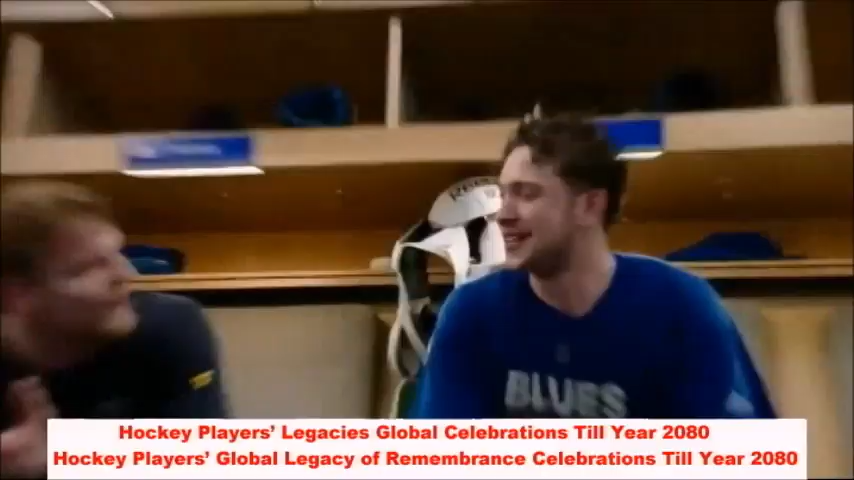 BLUES
Hockey Players’ Legacies Global Celebrations Till Year 2080
Hockey Players’ Global Legacy of Remembrance Celebrations Till Year 2080